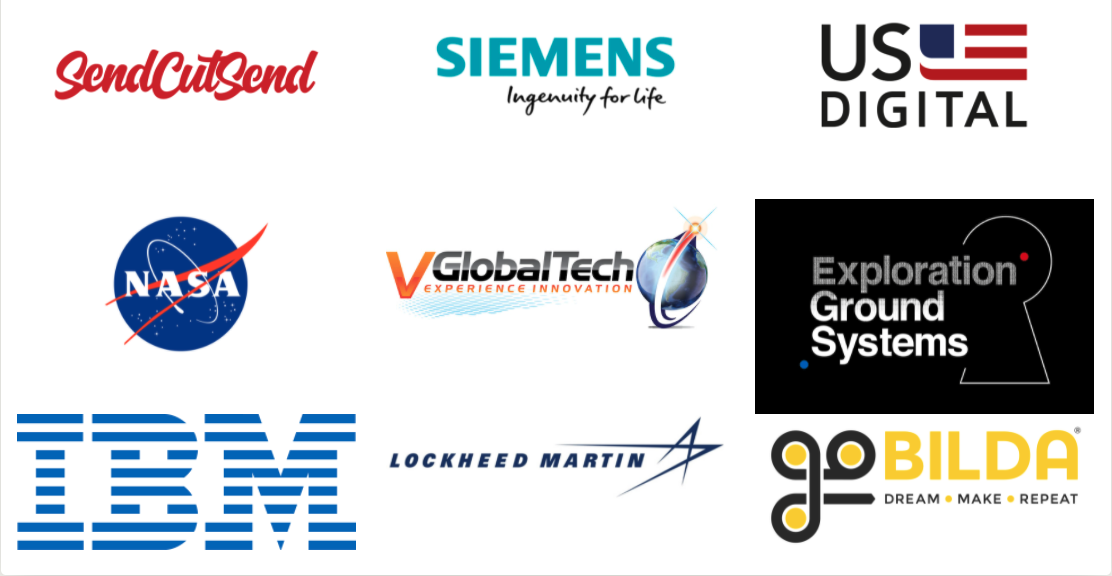 SendCutSend
SIEMENS
Ingenuity for life
US
DIGITAL
NASA
VGlobalTech
EXPERIENCE INNOVATION
Exploration
Ground
Systems
IBM
LOCKHEED MARTIN
goBILDA®
DREAM • MAKE • REPEAT